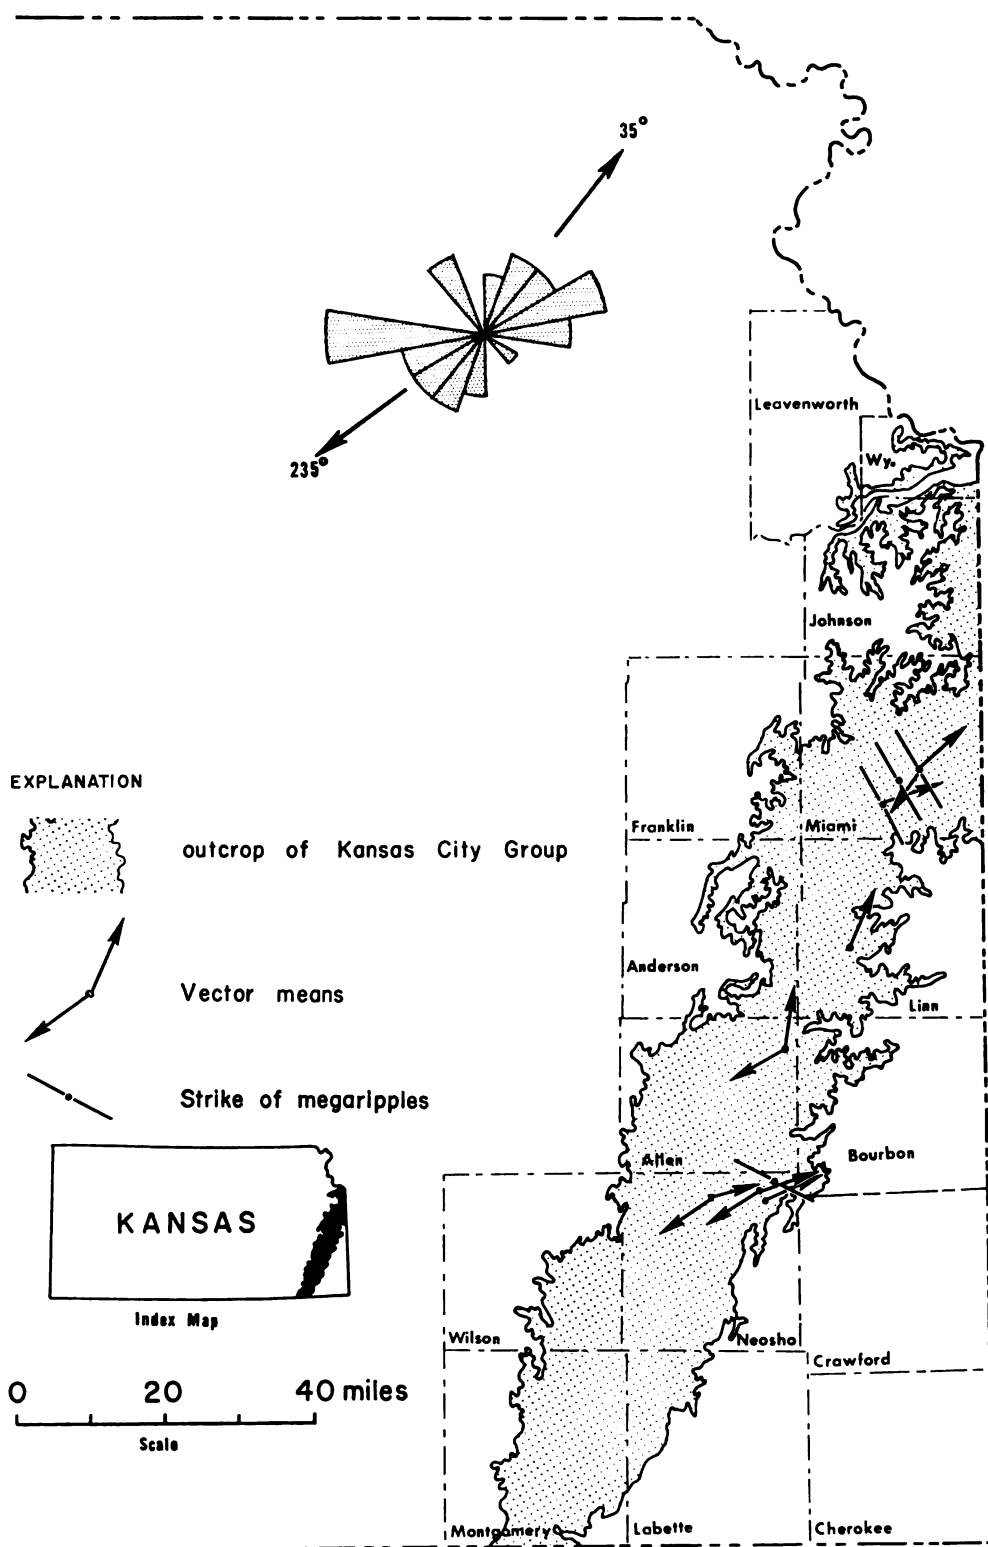 35°
235°
Leavenworth
Wy.
Johnson
EXPLANATION
Franklin
Miami
outcrop of Kansas City Group
Anderson
Vector means
Linn
Strike of megaripples
Allen
Bourbon
KANSAS
Index Map
Wilson
Neosho
Crawford
0 20 40 miles
Scale
Montgomery
Labette
Cherokee